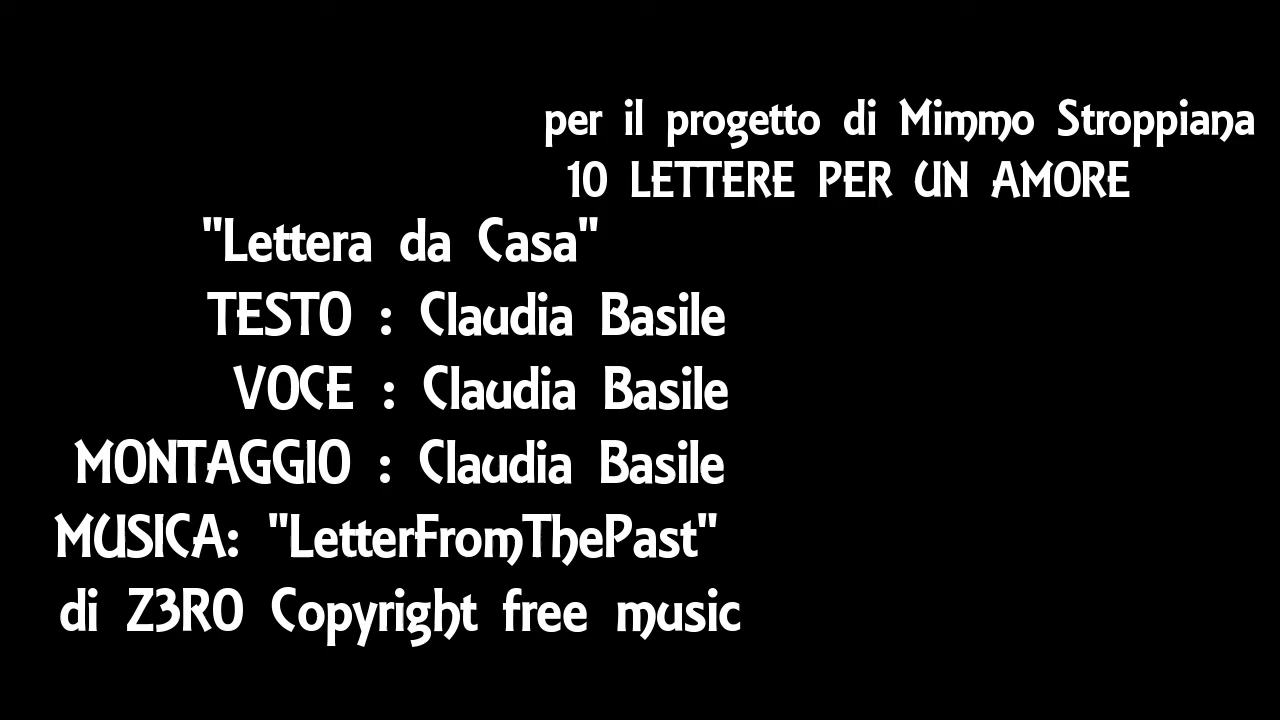 per il progetto di Mimmo Stroppiana
10 LETTERE PER UN AMORE
"Lettera da Casa"
TESTO : Claudia Basile
VOCE : Claudia Basile
MONTAGGIO : Claudia Basile
MUSICA: "LetterFromThePast"
di Z3R0 Copyright free music